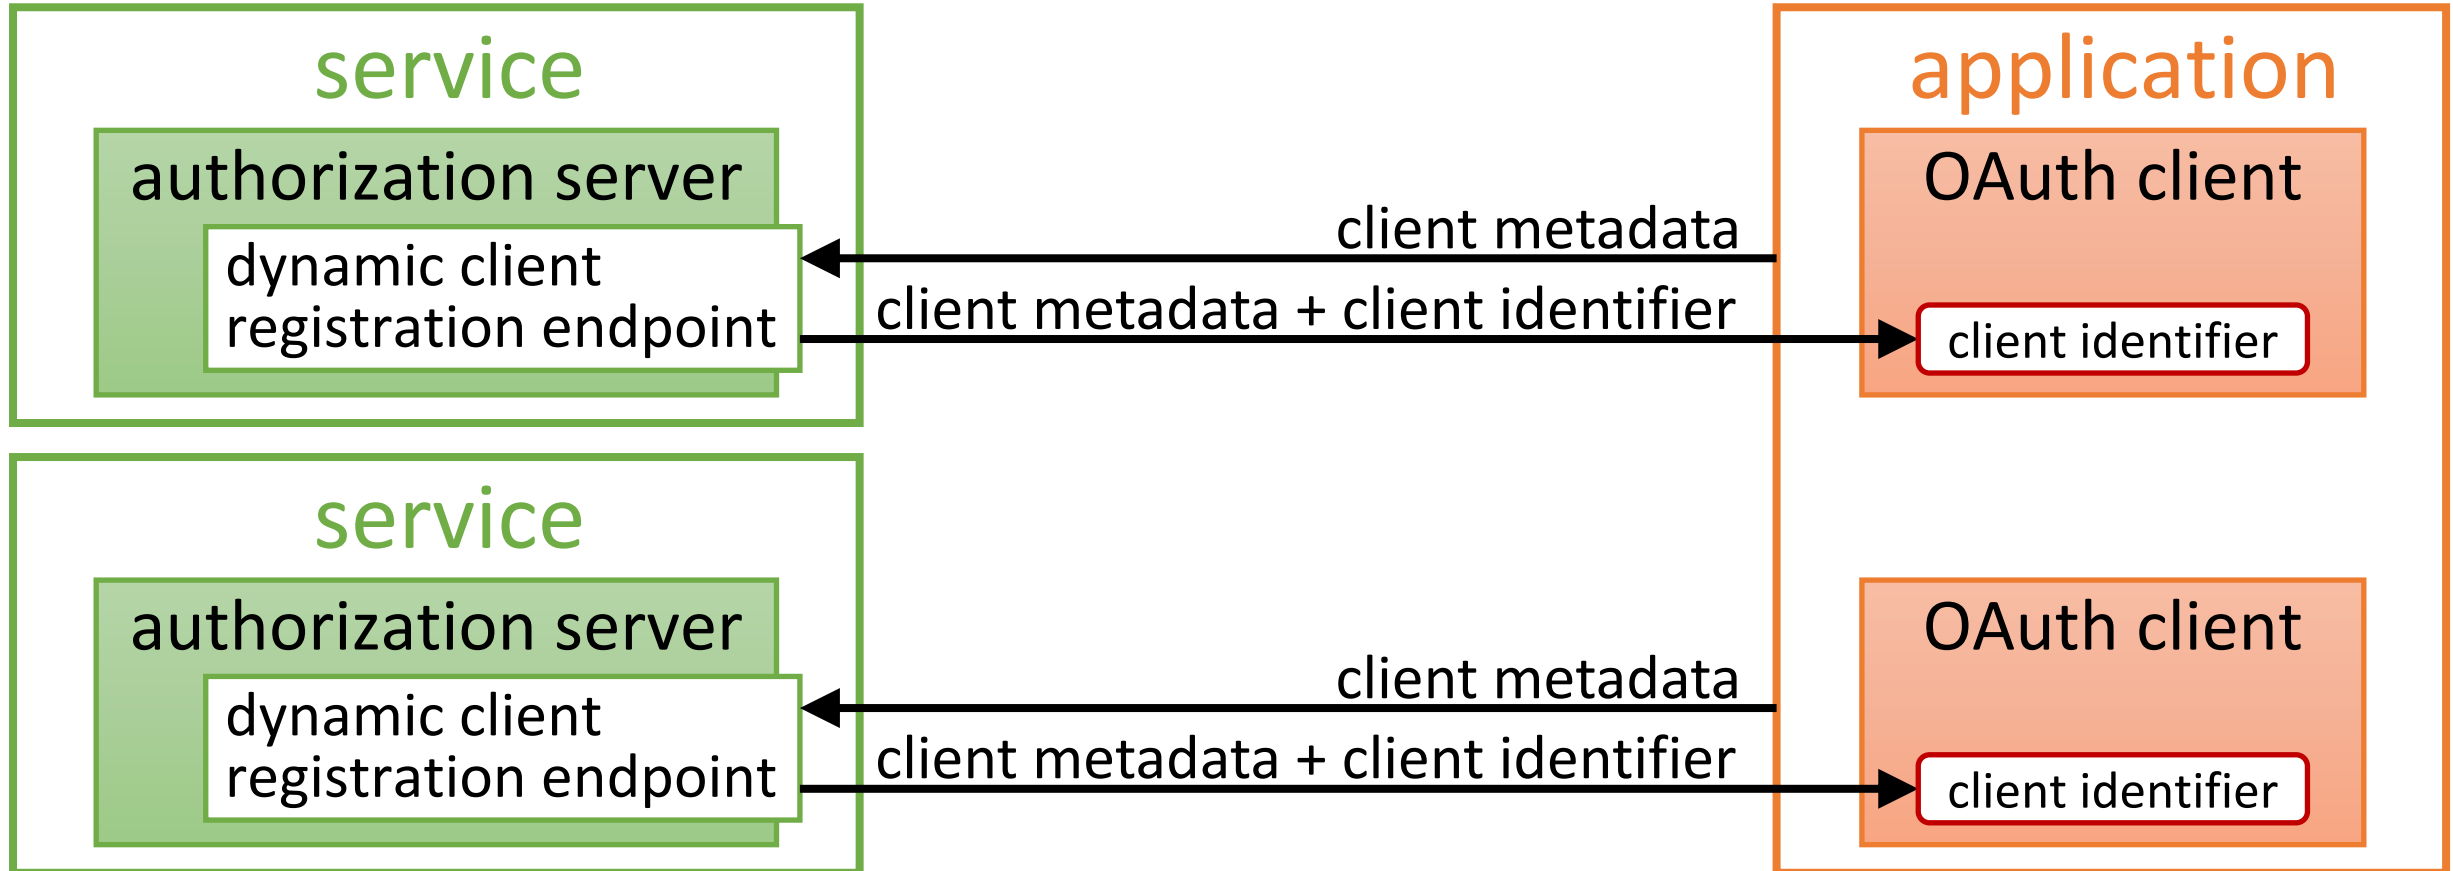 service
authorization server
dynamic client
registration endpoint
client metadata
client metadata + client identifier
application
OAuth client
client identifier
service
authorization server
dynamic client
registration endpoint
client metadata
client metadata + client identifier
OAuth client
client identifier